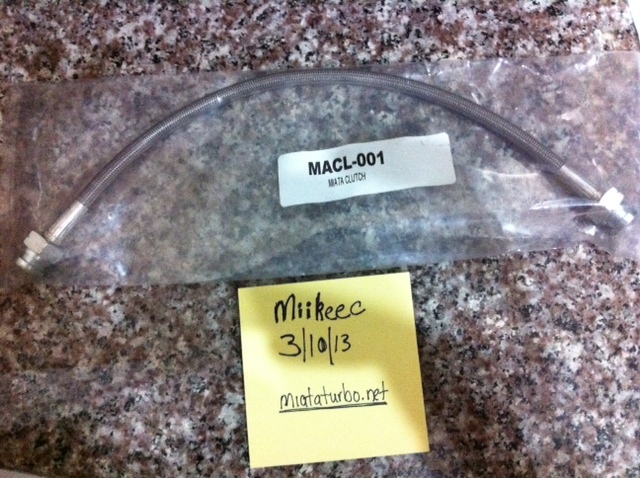 MACL-001
MIATA CLUTCH
Miikeec
3/10/13
miataturbo.net